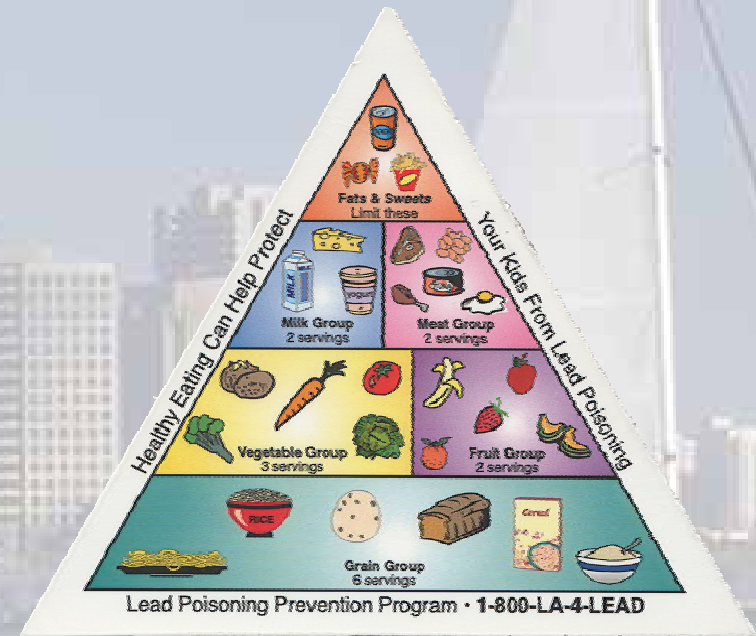 Healthy Eating Can Help Protect
Your Kids From Lead Poisoning
Fats & Sweets
Limit these
MILK
yogurt
Milk Group
2 servings
Meat Group
2 servings
Vegetable Group
3 servings
Fruit Group
2 servings
RICE
Cereal
Grain Group
6 servings
Lead Poisoning Prevention Program · 1-800-LA-4-LEAD